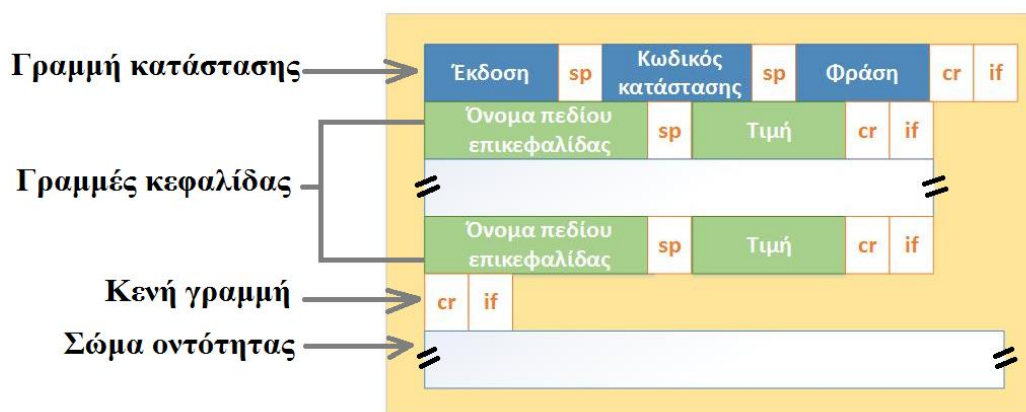 Γραμμή κατάστασης
Έκδοση sp Κωδικός κατάστασης sp Φράση cr if
Γραμμές κεφαλίδας
Όνομα πεδίου επικεφαλίδας sp Τιμή cr if
Όνομα πεδίου επικεφαλίδας sp Τιμή cr if
Κενή γραμμή
cr if
Σώμα οντότητας